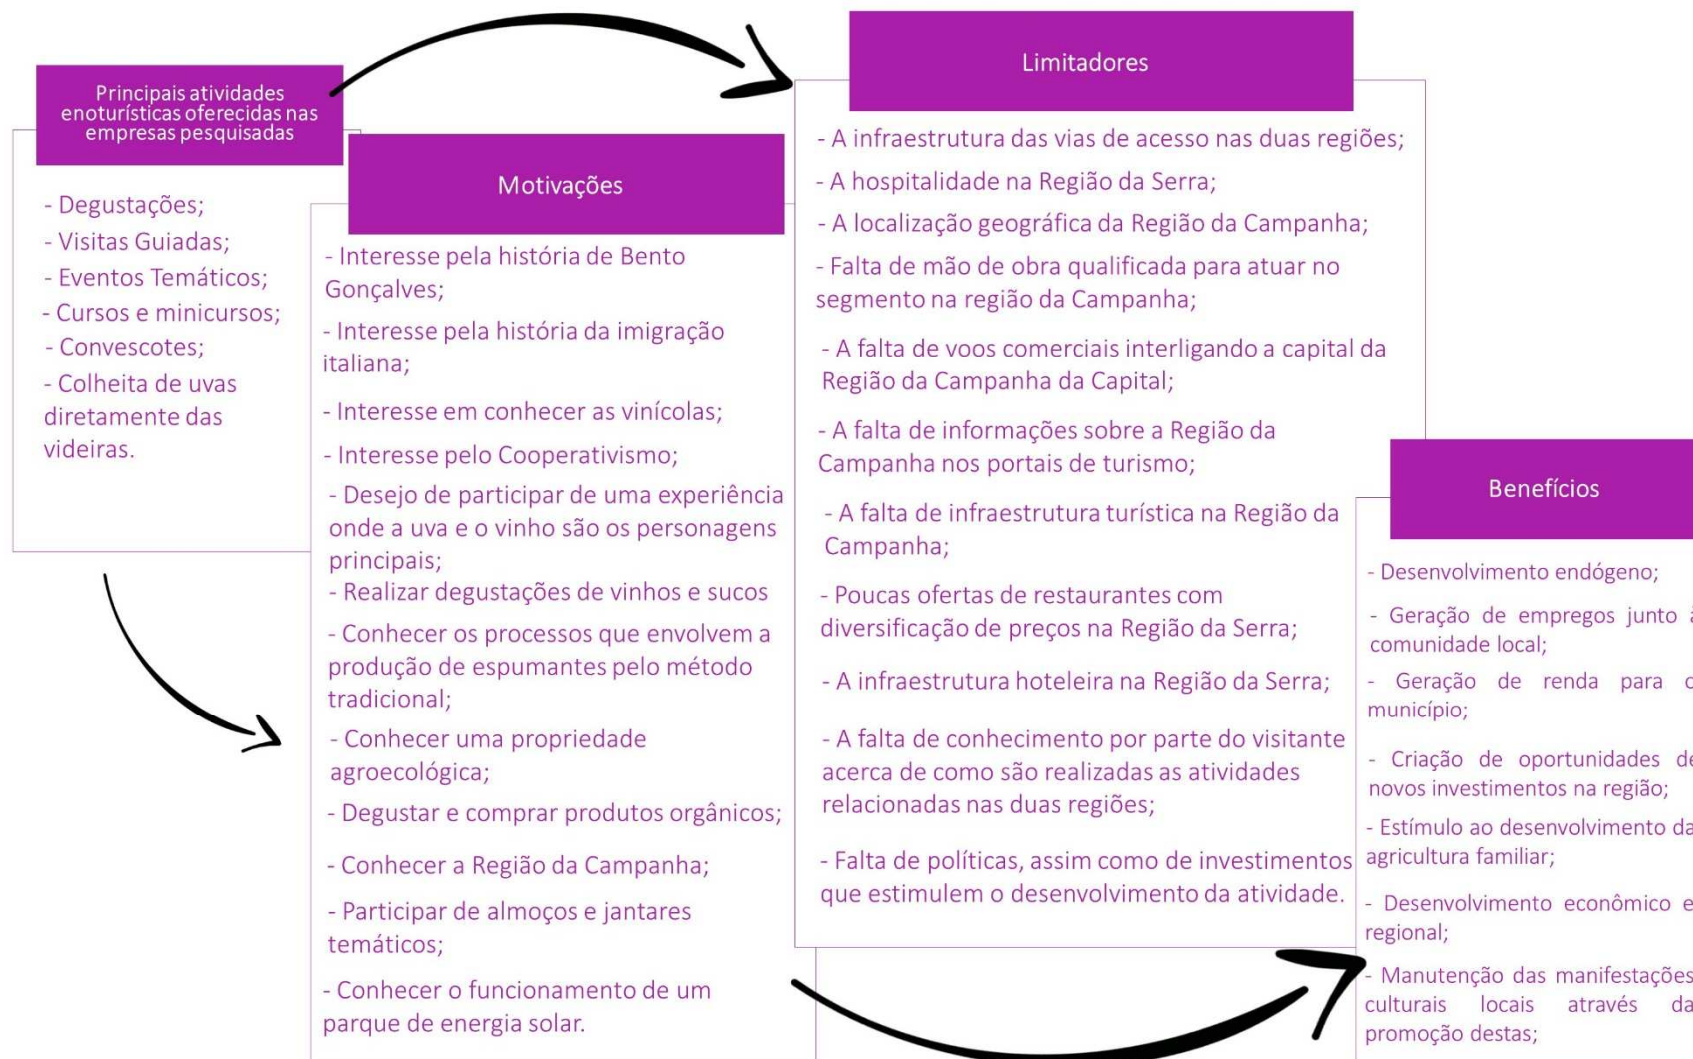 Principais atividades
enoturísticas oferecidas nas
empresas pesquisadas
- Degustações;
- Visitas Guiadas;
- Eventos Temáticos;
- Cursos e minicursos;
- Convescotes;
- Colheita de uvas
diretamente das
videiras.
Motivações
- Interesse pela história de Bento
Gonçalves;
- Interesse pela história da imigração
italiana;
- Interesse em conhecer as vinícolas;
- Interesse pelo Cooperativismo;
- Desejo de participar de uma experiência
onde a uva e o vinho são os personagens
principais;
- Realizar degustações de vinhos e sucos
- Conhecer os processos que envolvem a
produção de espumantes pelo método
tradicional;
- Conhecer uma propriedade
agroecológica;
- Degustar e comprar produtos orgânicos;
- Conhecer a Região da Campanha;
- Participar de almoços e jantares
temáticos;
- Conhecer o funcionamento de um
parque de energia solar.
Limitadores
- A infraestrutura das vias de acesso nas duas regiões;
- A hospitalidade na Região da Serra;
- A localização geográfica da Região da Campanha;
- Falta de mão de obra qualificada para atuar no
segmento na região da Campanha;
- A falta de voos comerciais interligando a capital da
Região da Campanha da Capital;
- A falta de informações sobre a Região da
Campanha nos portais de turismo;
- A falta de infraestrutura turística na Região da
Campanha;
- Poucas ofertas de restaurantes com
diversificação de preços na Região da Serra;
- A infraestrutura hoteleira na Região da Serra;
- A falta de conhecimento por parte do visitante
acerca de como são realizadas as atividades
relacionadas nas duas regiões;
- Falta de políticas, assim como de investimentos
que estimulem o desenvolvimento da atividade.
Benefícios
- Desenvolvimento endógeno;
- Geração de empregos junto à
comunidade local;
- Geração de renda para
município;
- Criação de oportunidades de
novos investimentos na região;
- Estímulo ao desenvolvimento da
agricultura familiar;
- Desenvolvimento econômico e
regional;
- Manutenção das manifestações
culturais locais através da
promoção destas;